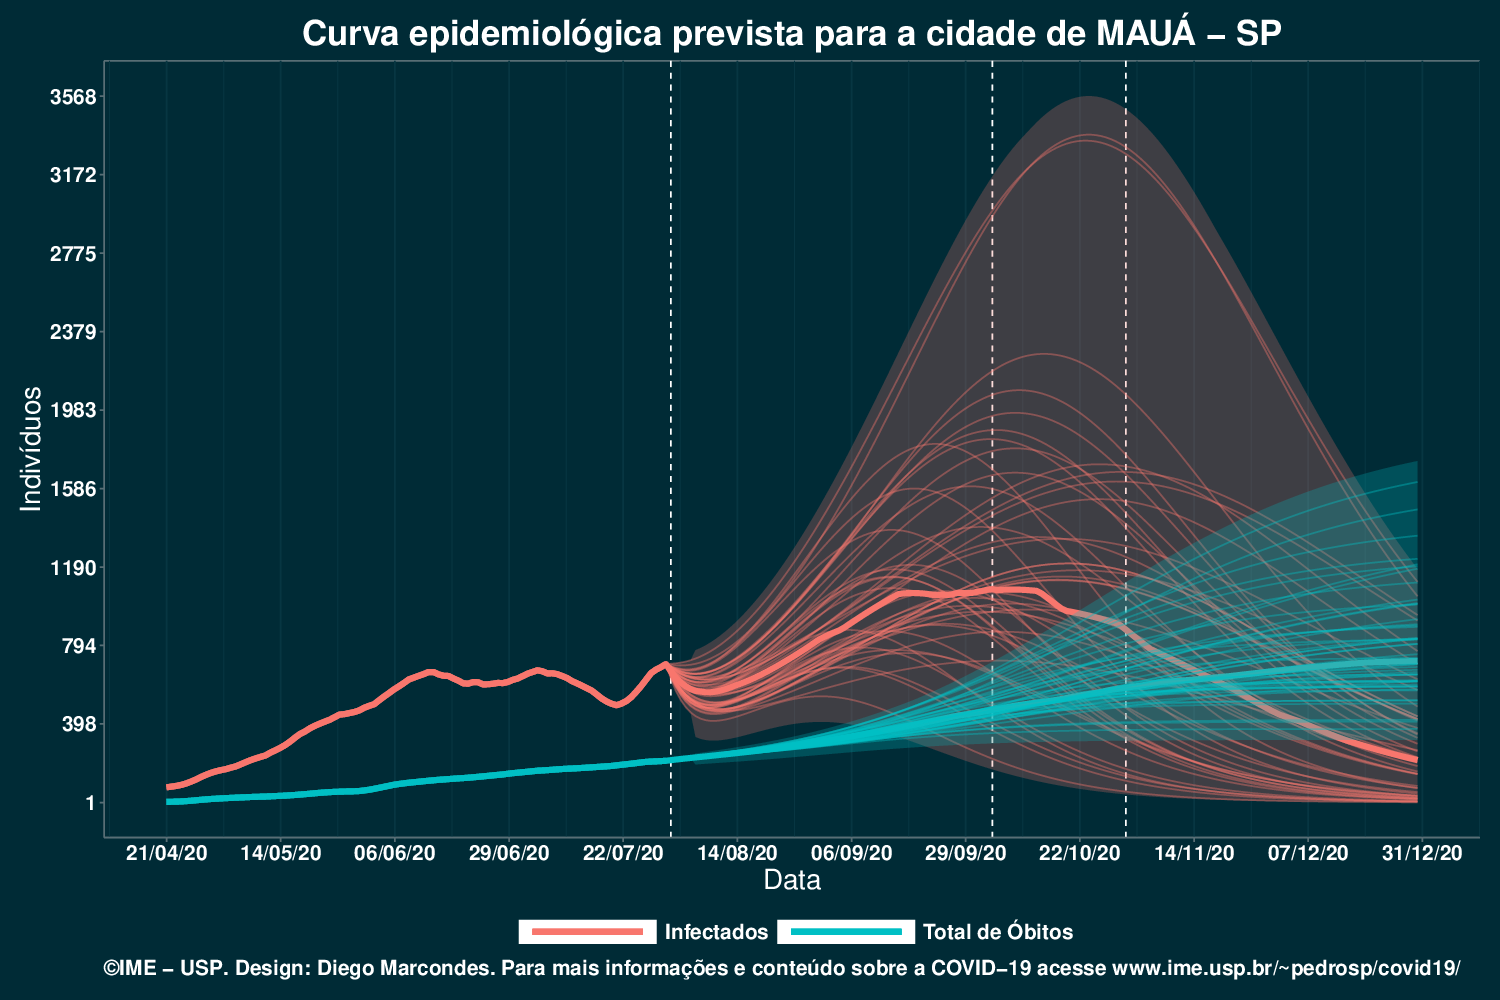 Curva epidemiológica prevista para a cidade de MAUÁ – SP
3568
3172
2775
2379
1983
1586
1190
794
398
1
Indivíduos
21/04/20 14/05/20 06/06/20 29/06/20 22/07/20 14/08/20 06/09/20 29/09/20 22/10/20 14/11/20 07/12/20 31/12/20
Data
Infectados Total de Óbitos
©IME – USP. Design: Diego Marcondes. Para mais informações e conteúdo sobre a COVID–19 acesse www.ime.usp.br/~pedrosp/covid19/